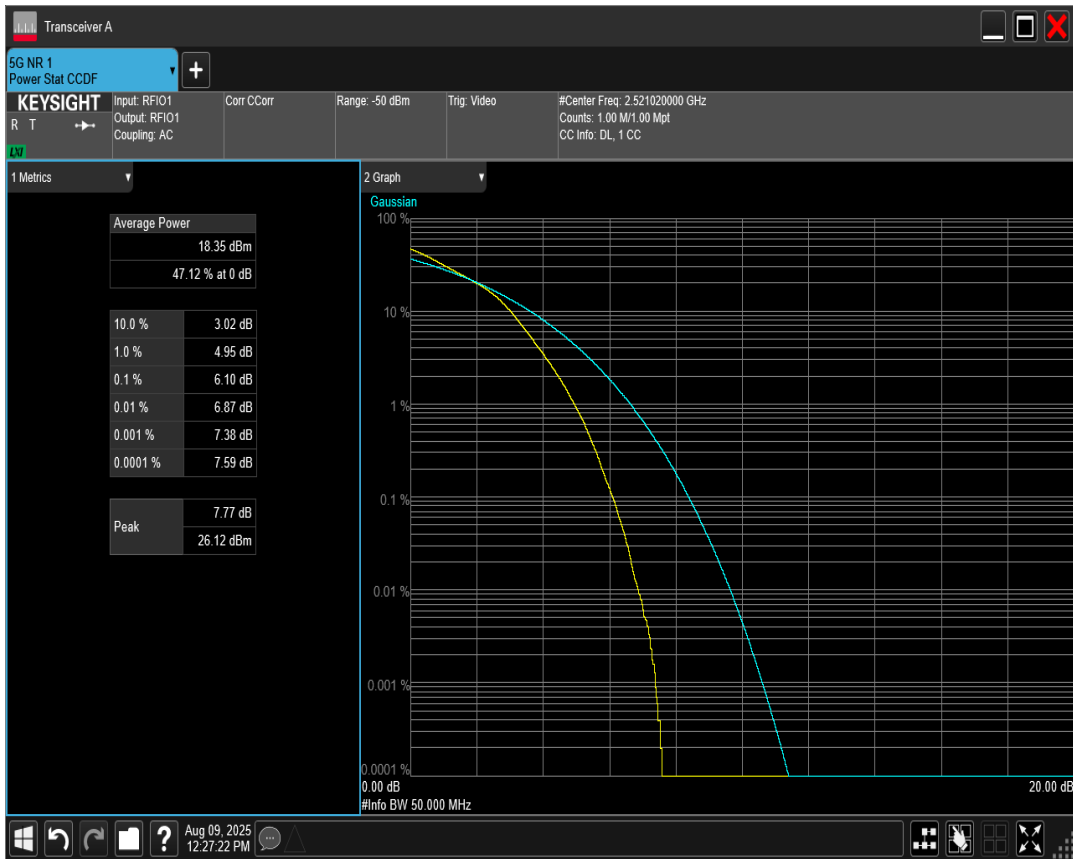 Transceiver A
5G NR 1
Power Stat CCDF
KEYSIGHT
R T
LXI
Input: RFIO1
Output: RFIO1
Coupling: AC
Corr CCorr
Range: -50 dBm
Trig: Video
#Center Freq: 2.521020000 GHz
Counts: 1.00 M/1.00 Mpt
CC Info: DL, 1 CC
1 Metrics
Average Power
18.35 dBm
47.12 % at 0 dB
10.0 % 3.02 dB
1.0 % 4.95 dB
0.1 % 6.10 dB
0.01 % 6.87 dB
0.001 % 7.38 dB
0.0001 % 7.59 dB
Peak 7.77 dB
26.12 dBm
2 Graph
Gaussian
100 %
10 %
1 %
0.1 %
0.01 %
0.001 %
0.0001 %
0.00 dB 20.00 dB
#Info BW 50.000 MHz
?
Aug 09, 2025
12:27:22 PM